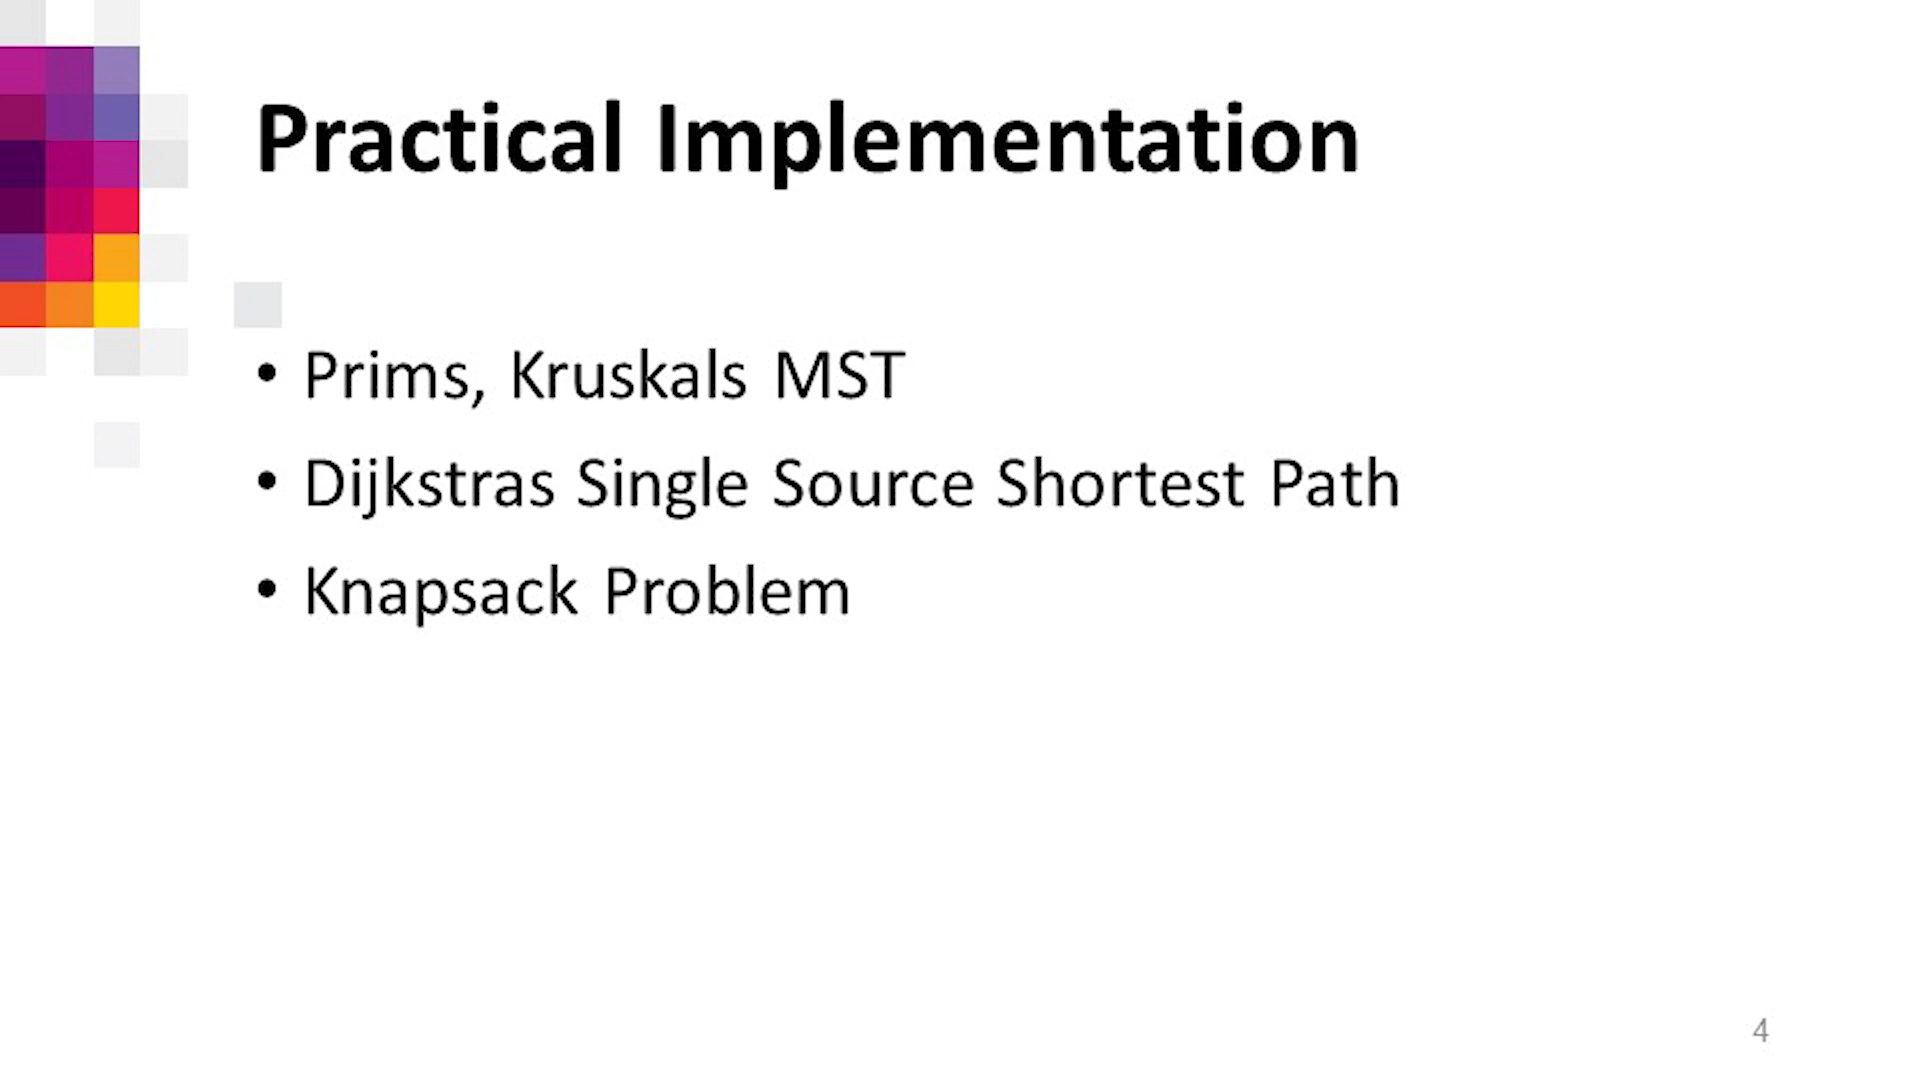 Practical Implementation
• Prims, Kruskals MST
• Dijkstras Single Source Shortest Path
• Knapsack Problem
4